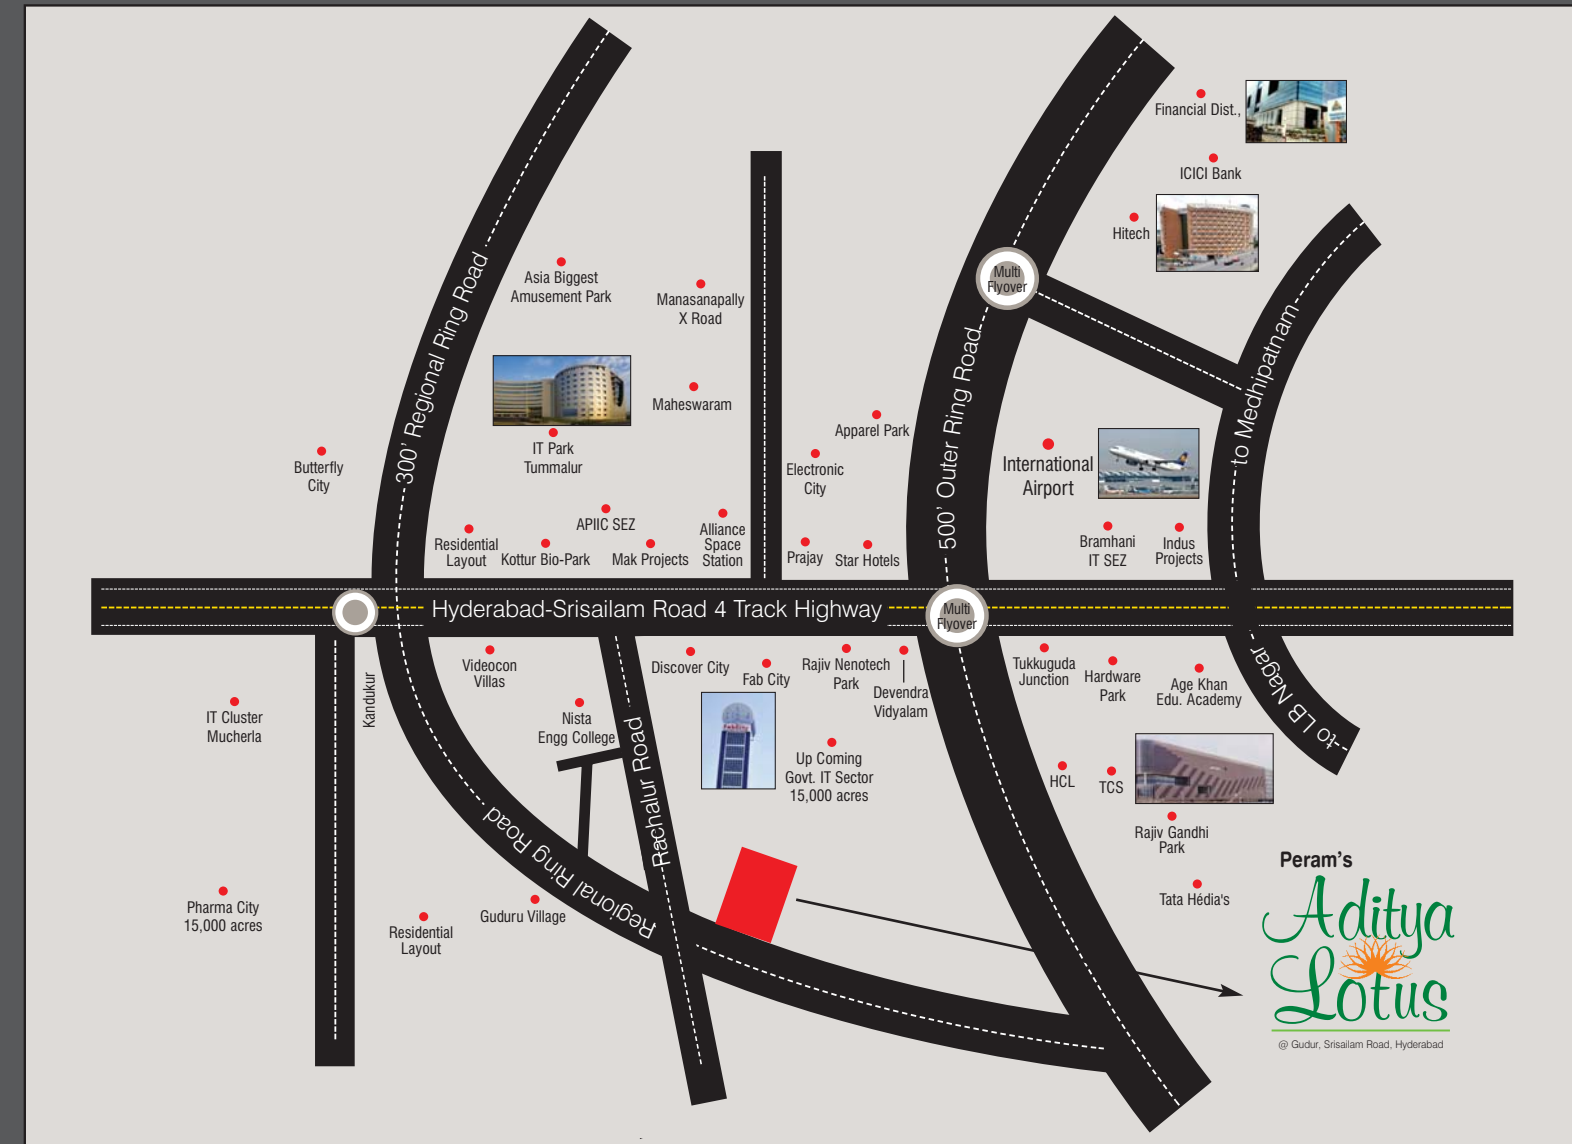 Financial Dist.,
ICICI Bank
Hitech
Multi
Flyover
Asia Biggest
Amusement Park
Manasanapally
X Road
300' Regional Ring Road
500' Outer Ring Road
to Medhipatnam
Maheswaram
Apparel Park
IT Park
Tummalur
Butterfly
City
Electronic
City
International
Airport
APIIC SEZ
Alliance
Space
Station
Residential
Layout
Kottur Bio-Park
Mak Projects
Prajay
Star Hotels
Bramhani
IT SEZ
Indus
Projects
Hyderabad-Srisailam Road 4 Track Highway
Multi
Flyover
Kandukur
Videocon
Villas
Discover City
Fab City
Rajiv Nenotech
Park
Devendra
Vidyalam
Tukkuguda
Junction
Hardware
Park
Age Khan
Edu. Academy
to LB Nagar
IT Cluster
Mucherla
Nista
Engg College
Rachalur Road
Up Coming
Govt. IT Sector
15,000 acres
HCL
TCS
Rajiv Gandhi
Park
Regional Ring Road
Tata Hédia's
Pharma City
15,000 acres
Residential
Layout
Guduru Village
Peram's
Aditya
Lotus
@ Gudur, Srisailam Road, Hyderabad